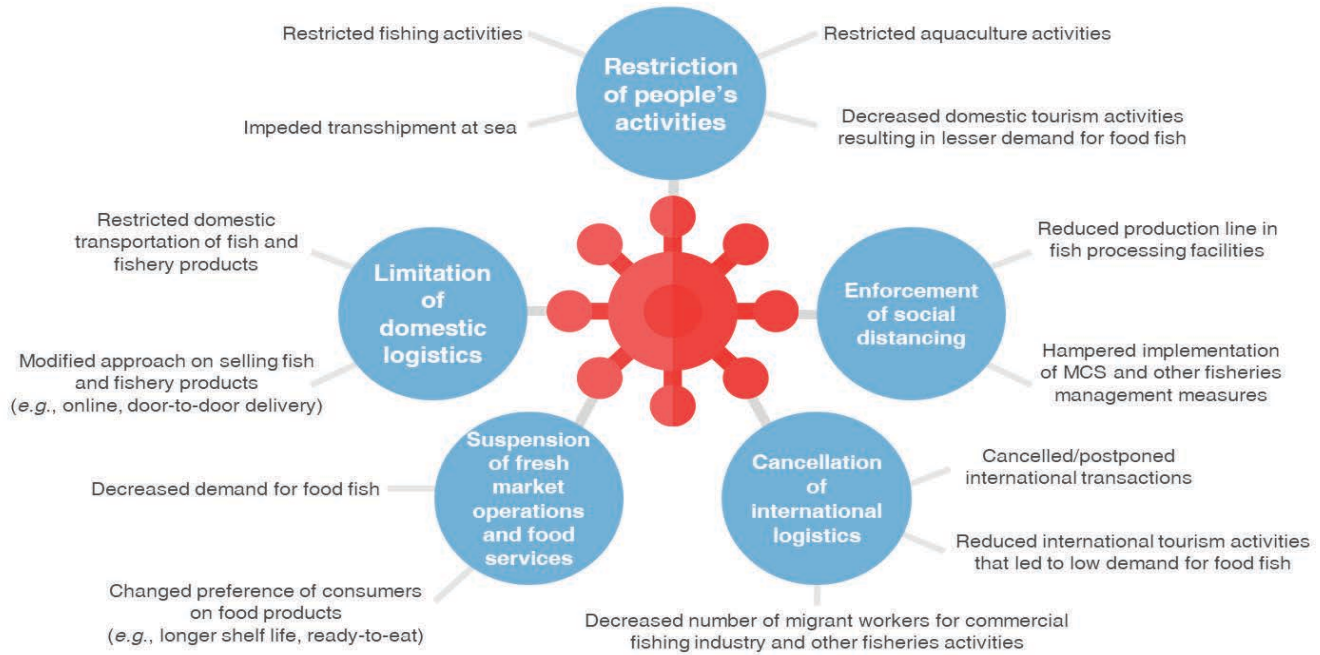 Restricted fishing activities
Impeded transshipment at sea
Restriction
of people's
activities
Restricted aquaculture activities
Decreased domestic tourism activities
resulting in lesser demand for food fish
Restricted domestic
transportation of fish and
fishery products
Limitation
of
domestic
logistics
Modified approach on selling fish
and fishery products
(e.g., online, door-to-door delivery)
Enforcement
of social
distancing
Reduced production line in
fish processing facilities
Hampered implementation
of MCS and other fisheries
management measures
Suspension
of fresh
market
operations
and food
services
Decreased demand for food fish
Changed preference of consumers
on food products
(e.g., longer shelf life, ready-to-eat)
Cancellation
of
international
logistics
Cancelled/postponed
international transactions
Reduced international tourism activities
that led to low demand for food fish
Decreased number of migrant workers for commercial
fishing industry and other fisheries activities